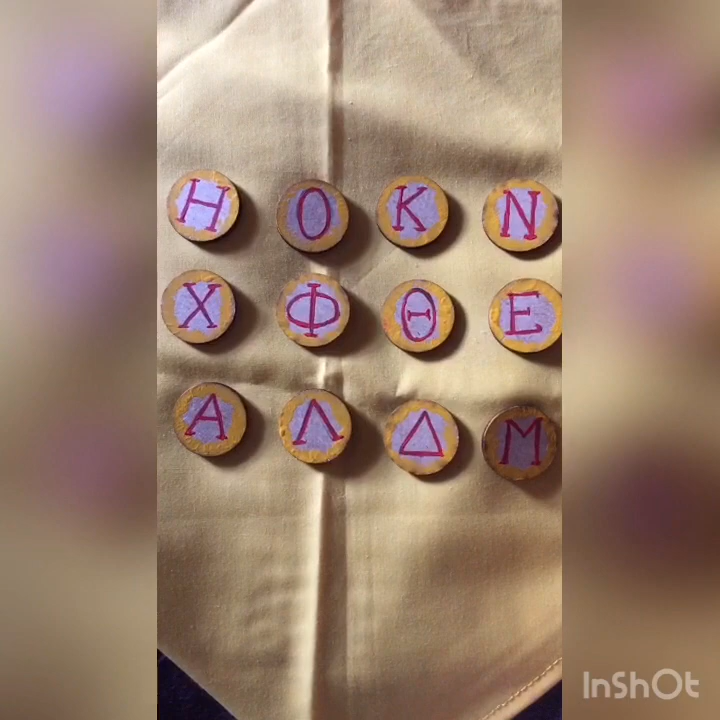 Η Ο Κ Ν
Χ Φ Θ Ε
Α Λ Δ Μ
InShOt